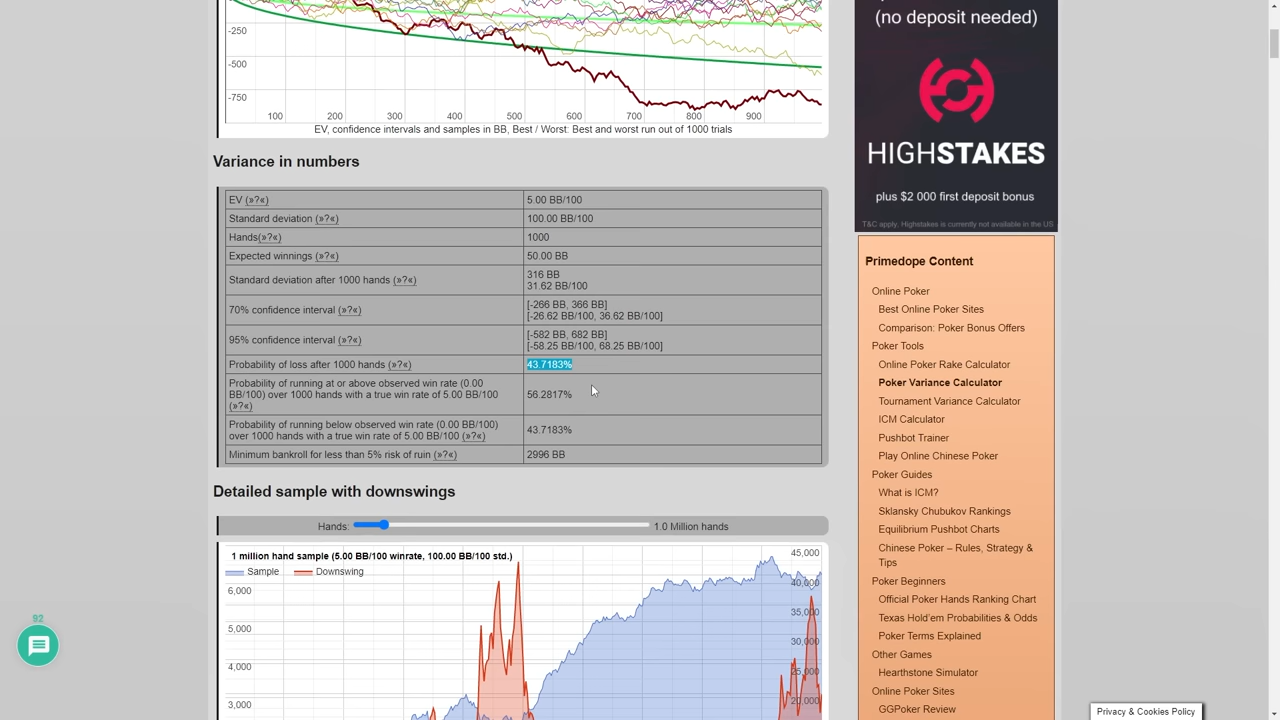 (no deposit needed)
HIGHSTAKES
plus $2 000 first deposit bonus
T&C apply. Highstakes is currently not available in the US
-250
-500
-750
100 200 300 400 500 600 700 800 900
EV, confidence intervals and samples in BB, Best / Worst: Best and worst run out of 1000 trials
Variance in numbers
EV (»?«) 5.00 BB/100
Standard deviation (»?«) 100.00 BB/100
Hands(»?«) 1000
Expected winnings (»?«) 50.00 BB
Standard deviation after 1000 hands (»?«) 316 BB
31.62 BB/100
70% confidence interval (»?«) [-266 BB, 366 BB]
[-26.62 BB/100, 36.62 BB/100]
95% confidence interval (»?«) [-582 BB, 682 BB]
[-58.25 BB/100, 68.25 BB/100]
Probability of loss after 1000 hands (»?«) 43.7183%
Probability of running at or above observed win rate (0.00
BB/100) over 1000 hands with a true win rate of 5.00 BB/100 56.2817%
(»?«)
Probability of running below observed win rate (0.00 BB/100)
over 1000 hands with a true win rate of 5.00 BB/100 (»?«) 43.7183%
Minimum bankroll for less than 5% risk of ruin (»?«) 2996 BB
Detailed sample with downswings
Hands: 1.0 Million hands
1 million hand sample (5.00 BB/100 winrate, 100.00 BB/100 std.)
Sample Downswing
45,000
40,000
35,000
30,000
25,000
20,000
6,000
5,000
4,000
3,000
Primedope Content
Online Poker
Best Online Poker Sites
Comparison: Poker Bonus Offers
Poker Tools
Online Poker Rake Calculator
Poker Variance Calculator
Tournament Variance Calculator
ICM Calculator
Pushbot Trainer
Play Online Chinese Poker
Poker Guides
What is ICM?
Sklansky Chubukov Rankings
Equilibrium Pushbot Charts
Chinese Poker – Rules, Strategy &
Tips
Poker Beginners
Official Poker Hands Ranking Chart
Texas Hold'em Probabilities & Odds
Poker Terms Explained
Other Games
Hearthstone Simulator
Online Poker Sites
GGPoker Review
92
Privacy & Cookies Policy